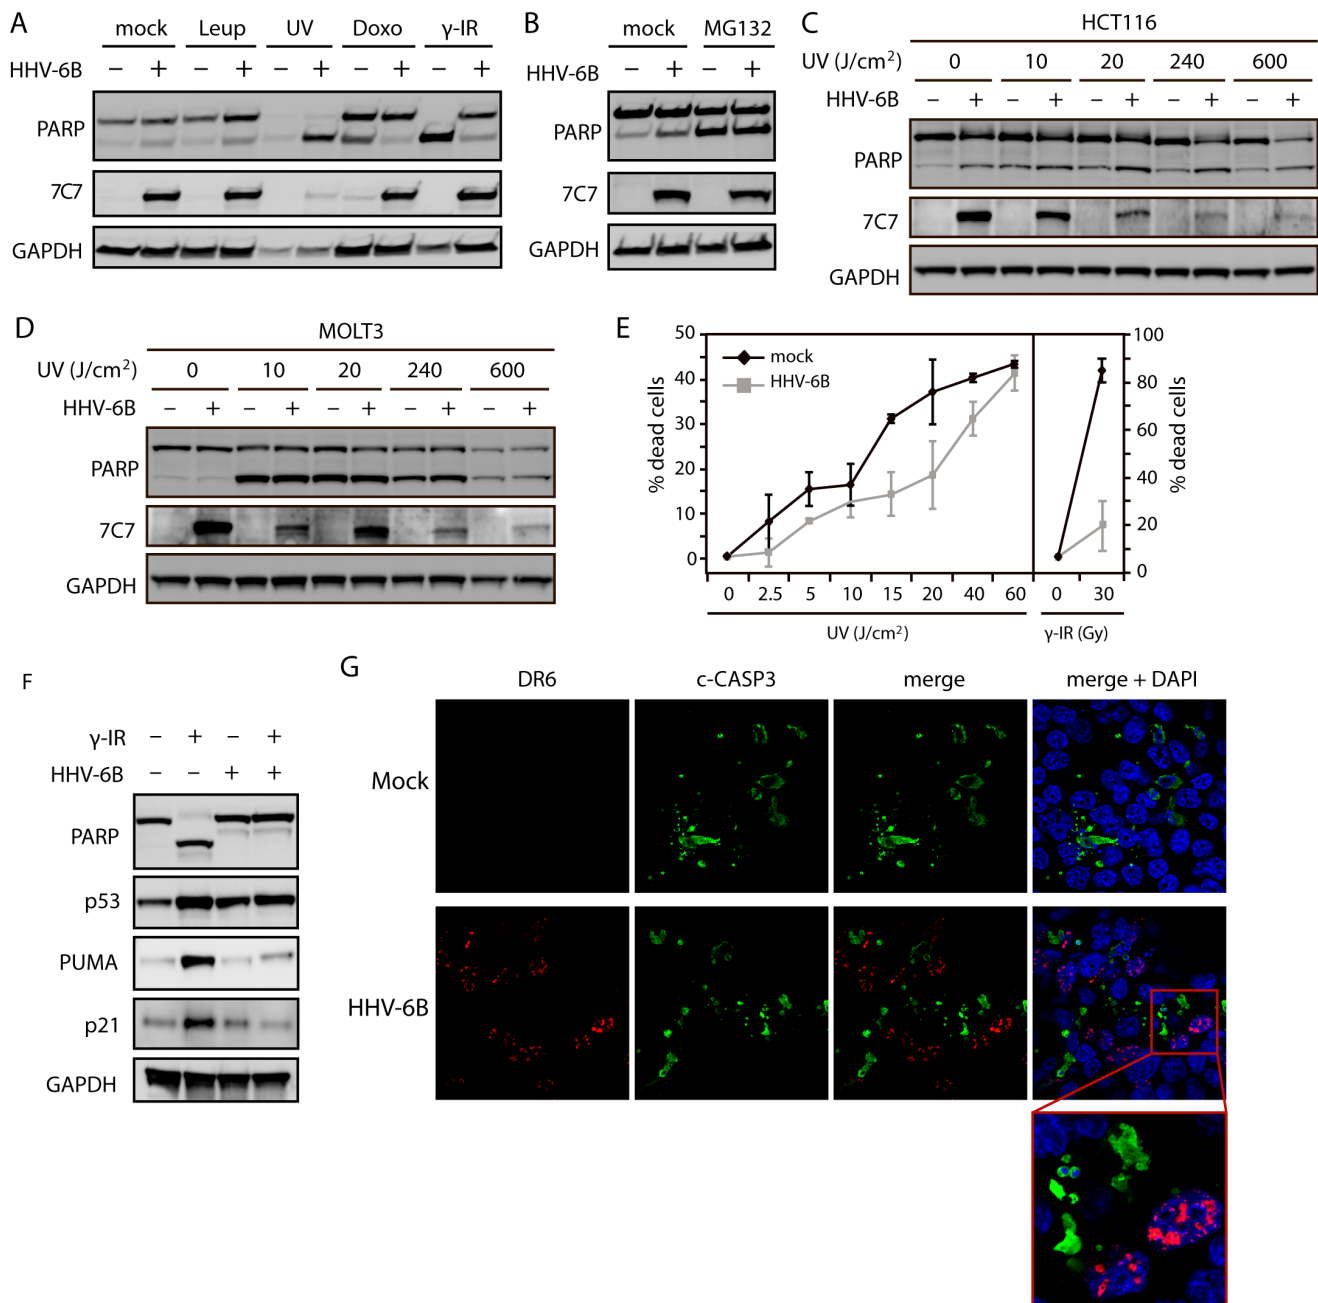 A
mock Leup UV Doxo γ-IR
HHV-6B – + – + – + – + – +
PARP
7C7
GAPDH
B
mock MG132
HHV-6B – + – +
PARP
7C7
GAPDH
C
HCT116
UV (J/cm²) 0 10 20 240 600
HHV-6B – + – + – + – + – +
PARP
7C7
GAPDH
D
MOLT3
UV (J/cm²) 0 10 20 240 600
HHV-6B – + – + – + – + – +
PARP
7C7
GAPDH
E
mock
HHV-6B
% dead cells
50
45
40
30
20
10
0
0 2.5 5 10 15 20 40 60
UV (J/cm²)
100
80
60
40
20
0
% dead cells
0 30
γ-IR (Gy)
F
γ-IR – + – +
HHV-6B – – + +
PARP
p53
PUMA
p21
GAPDH
G
DR6 c-CASP3 merge merge + DAPI
Mock
HHV-6B